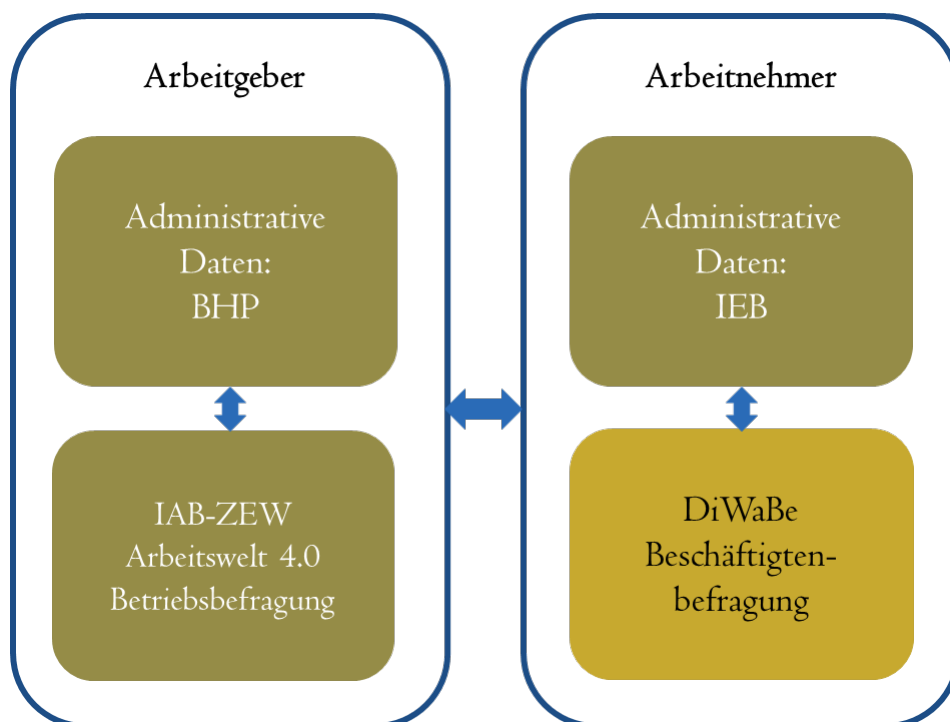 Arbeitgeber
Administrative
Daten:
BHP
IAB-ZEW
Arbeitswelt 4.0
Betriebsbefragung
Arbeitnehmer
Administrative
Daten:
IEB
DiWaBe
Beschäftigten-
befragung